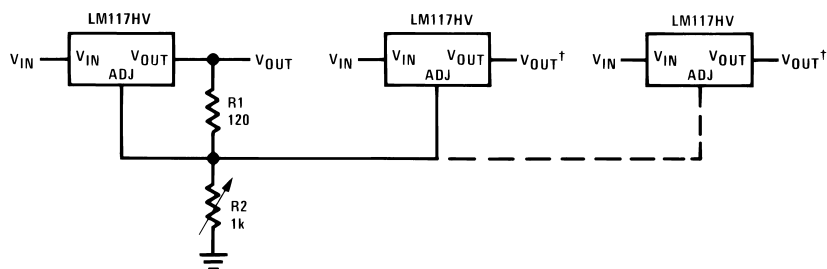 LM117HV LM117HV LM117HV
VIN VIN VOUT VOUT VIN VIN VOUT VOUT† VIN VIN VOUT VOUT†
ADJ ADJ ADJ
R1
120
R2
1k